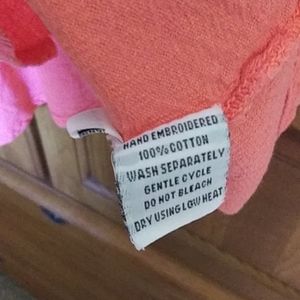 HAND EMBROIDERED
100% COTTON
WASH SEPARATELY
GENTLE CYCLE
DO NOT BLEACH
DRY USING LOW HEAT